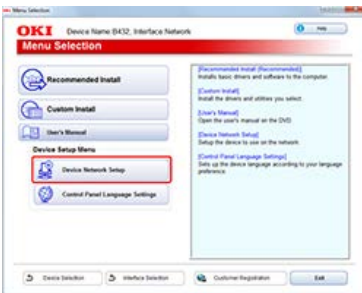 Menu Selection
OKI Device Name B432, Interface Network
Help
Menu Selection
Recommended Install
Custom Install
User's Manual
Device Setup Menu
Device Network Setup
Control Panel Language Settings
[Recommended Install (Recommended)]
Installs basic drivers and software to the computer.
[Custom Install]
Install the drivers and utilities you select.
[User's Manual]
Open the user's manual on the DVD.
[Device Network Setup]
Setup the device to use on the network.
[Control Panel Language Settings]
Sets up the device language according to your language
preference.
Device Selection
Interface Selection
Customer Registration
Exit